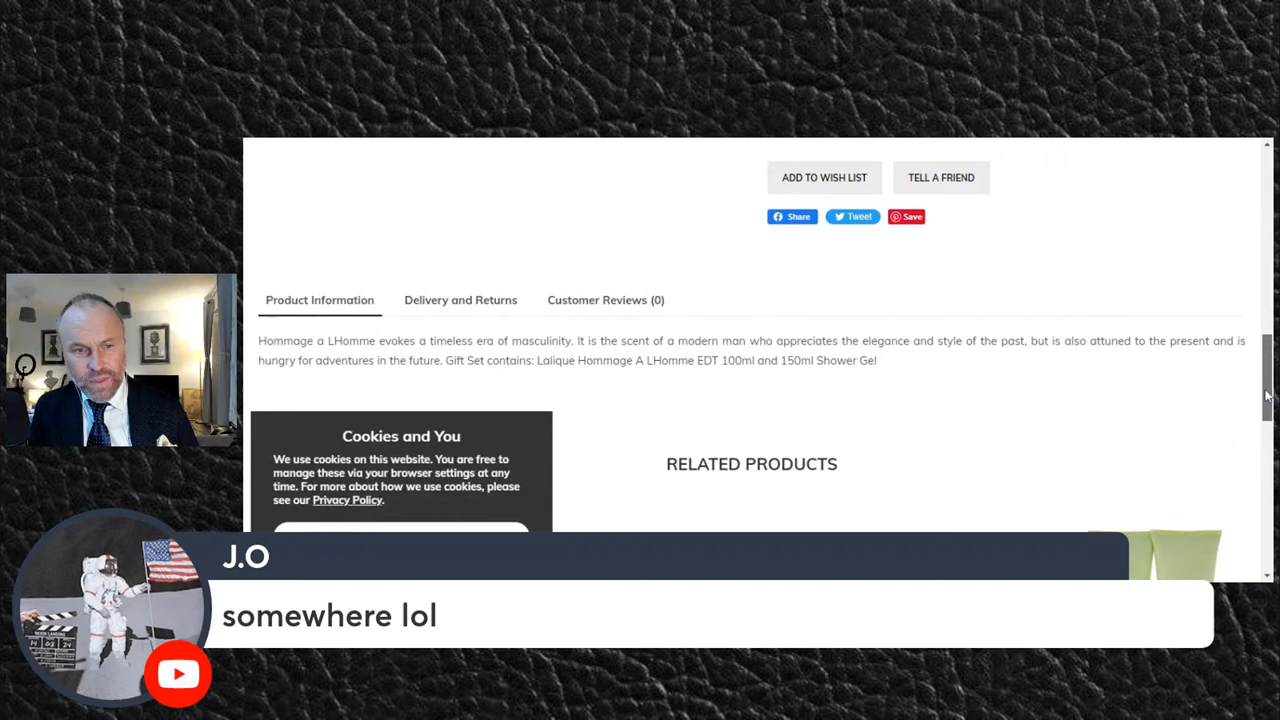 ADD TO WISH LIST
TELL A FRIEND
Share
Tweet
Save
Product Information
Delivery and Returns
Customer Reviews (0)
Hommage a LHomme evokes a timeless era of masculinity. It is the scent of a modern man who appreciates the elegance and style of the past, but is also attuned to the present and is
hungry for adventures in the future. Gift Set contains: Lalique Hommage A LHomme EDT 100ml and 150ml Shower Gel
Cookies and You
We use cookies on this website. You are free to
manage these via your browser settings at any
time. For more about how we use cookies, please
see our Privacy Policy.
RELATED PRODUCTS
J.O
somewhere lol